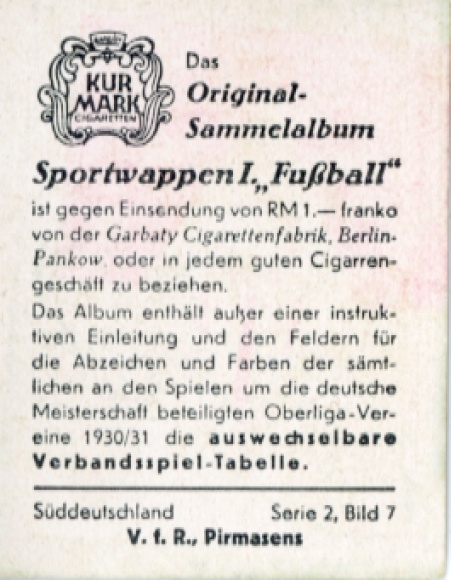 KUR
MARK
CIGARETTEN
Das
Original-
Sammelalbum
Sportwappen I „Fußball“
ist gegen Einsendung von RM 1.— franko
von der Garbaty Cigarettenfabrik, Berlin-
Pankow, oder in jedem guten Cigarren-
geschäft zu beziehen.
Das Album enthält außer einer instruk-
tiven Einleitung und den Feldern für
die Abzeichen und Farben der sämt-
lichen an den Spielen um die deutsche
Meisterschaft beteiligten Oberliga-Ver-
eine 1930/31 die auswechselbare
Verbandsspiel-Tabelle.
Süddeutschland Serie 2, Bild 7
V. f. R., Pirmasens